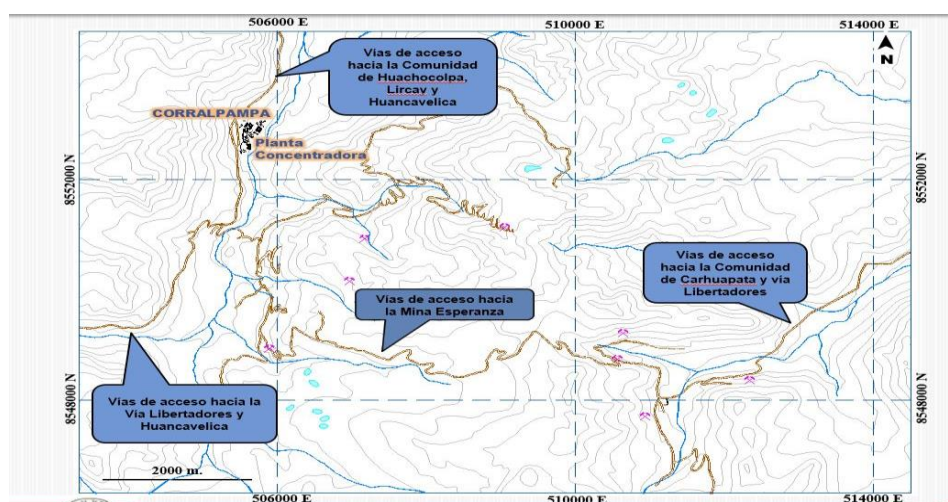 506000 E
510000 E
514000 E
N
Vias de acceso
hacia la Comunidad
de Huachocolpa,
Lircay y
Huancavelica
CORRALPAMPA
Planta
Concentradora
8552000 N
8552000 N
Vias de acceso
hacia la Comunidad
de Carhuapata y via
Libertadores
Vias de acceso hacia
la Mina Esperanza
Vias de acceso hacia la
Via Libertadores y
Huancavelica
8548000 N
8548000 N
2000 m.
506000 E
510000 E
514000 E